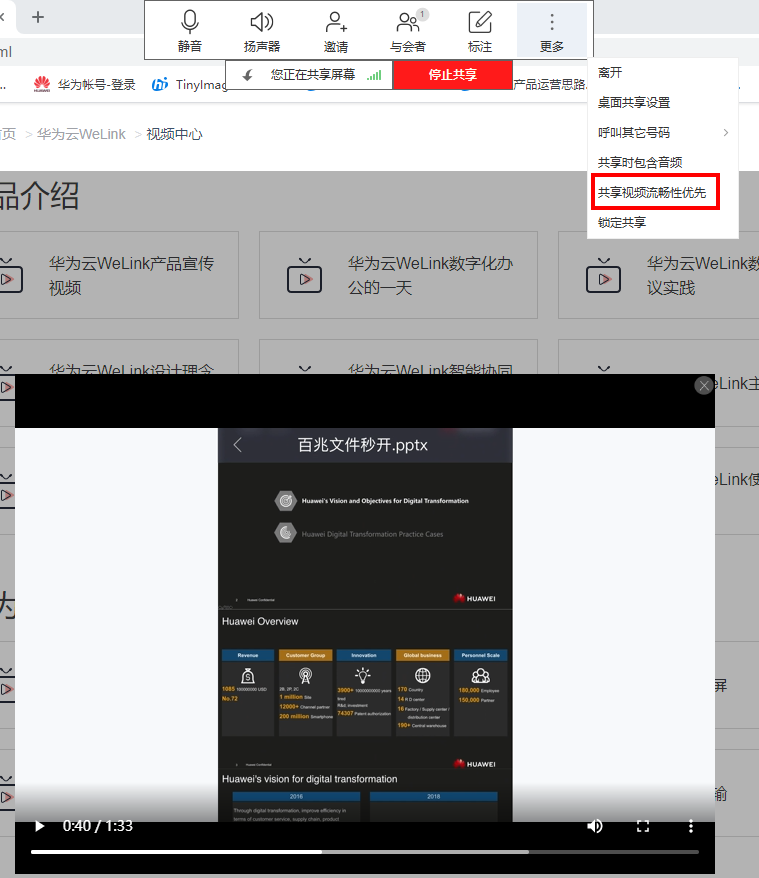 静音
扬声器
邀请
与会者
1
标注
更多
ml
华为帐号-登录
TinyImag
您正在共享屏幕
停止共享
产品运营思路.
离开
桌面共享设置
呼叫其它号码
共享时包含音频
共享视频流畅性优先
锁定共享
首页 > 华为云WeLink > 视频中心
品介绍
华为云WeLink产品宣传
视频
华为云WeLink数字化办
公的一天
华为云WeLink数
议实践
华为云WeLink设计理念
华为云WeLink智能协同
eLink主
百兆文件秒开.pptx
eLink使
Huawei's Vision and Objectives for Digital Transformation
Huawei Digital Transformation Practice Cases
Huawei Confidential
HUAWEI
Huawei Overview
Revenue
Customer Group
Innovation
Global business
Personnel Scale
1085 100000000 USD
No.72
2B, 2P, 2C
1 million Site
12000+ Channel partner
200 million Smartphone
3900+ 100000000 years
R&D investment
74307 Patent authorization
170 Country
14 R D center
16 Factory / Supply center /
distribution center
190+ Central warehouse
180,000 Employee
150,000 Partner
为
屏
Huawei Confidential
HUAWEI
Huawei's vision for digital transformation
2016
2018
Through digital transformation, improve efficiency in
terms of customer service, supply chain, product
输
0:40 / 1:33